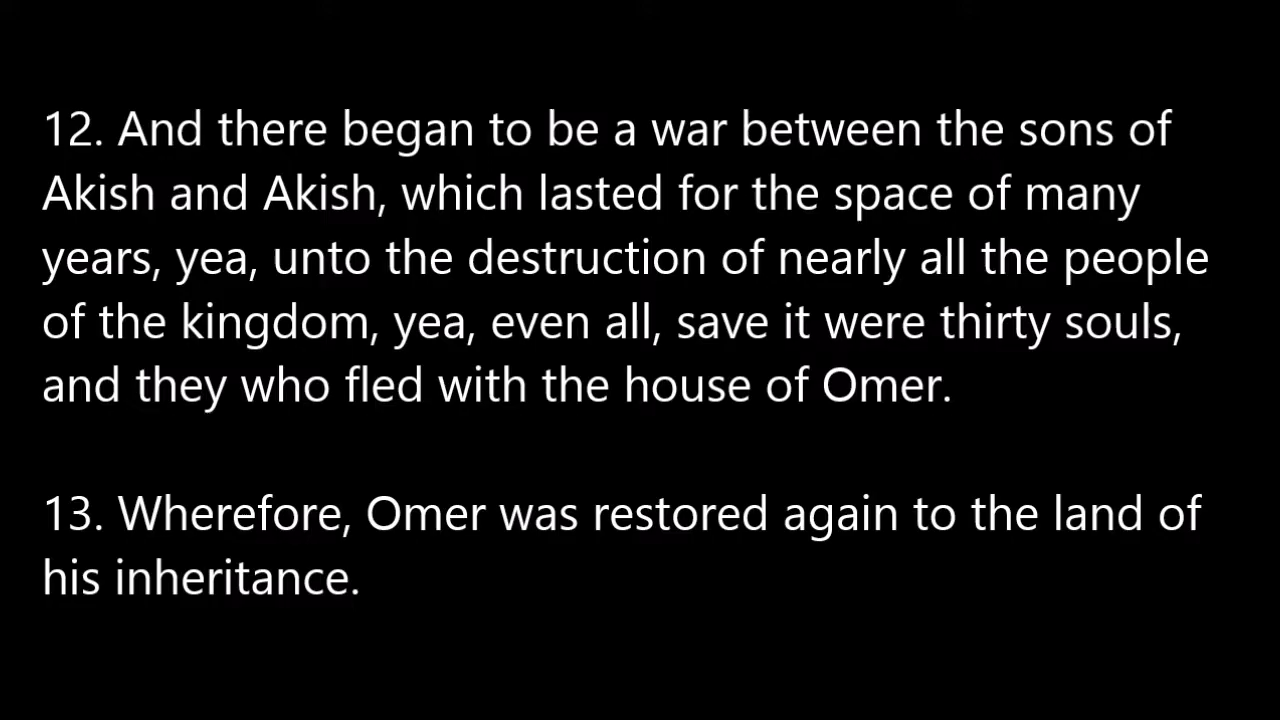 12. And there began to be a war between the sons of
Akish and Akish, which lasted for the space of many
years, yea, unto the destruction of nearly all the people
of the kingdom, yea, even all, save it were thirty souls,
and they who fled with the house of Omer.
13. Wherefore, Omer was restored again to the land of
his inheritance.